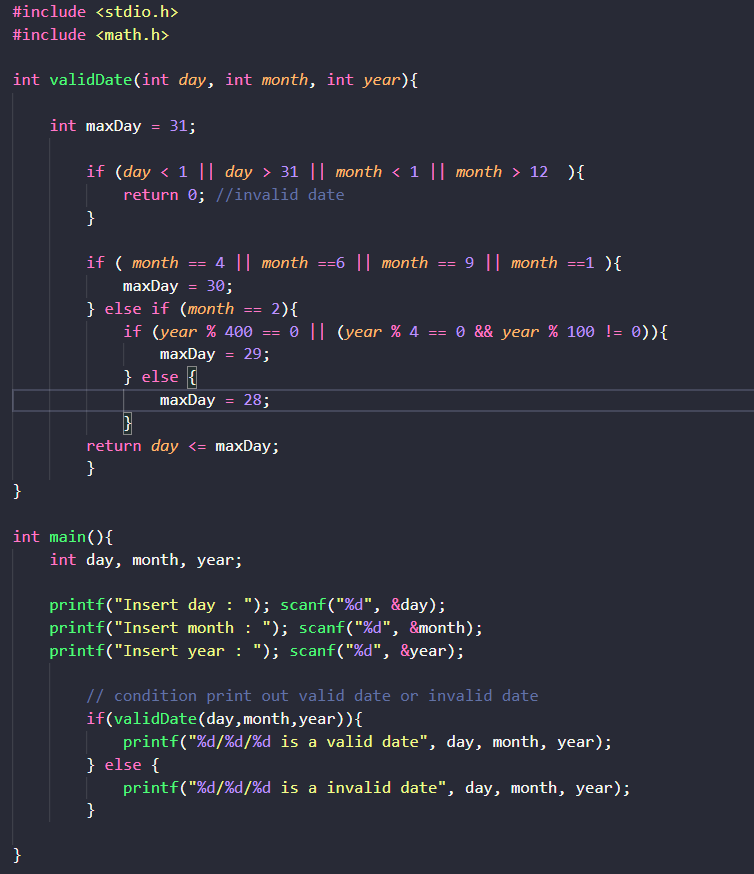 #include <stdio.h>
#include <math.h>
int validDate(int day, int month, int year){
int maxDay = 31;
if (day < 1 || day > 31 || month < 1 || month > 12  ){
return 0; //invalid date
}
if ( month == 4 || month ==6 || month == 9 || month ==1 ){
maxDay = 30;
} else if (month == 2){
if (year % 400 == 0 || (year % 4 == 0 && year % 100 != 0)){
maxDay = 29;
} else {
maxDay = 28;
}
return day <= maxDay;
}
}
int main(){
int day, month, year;
printf("Insert day : "); scanf("%d", &day);
printf("Insert month : "); scanf("%d", &month);
printf("Insert year : "); scanf("%d", &year);
// condition print out valid date or invalid date
if(validDate(day,month,year)){
printf("%d/%d/%d is a valid date", day, month, year);
} else {
printf("%d/%d/%d is a invalid date", day, month, year);
}
}